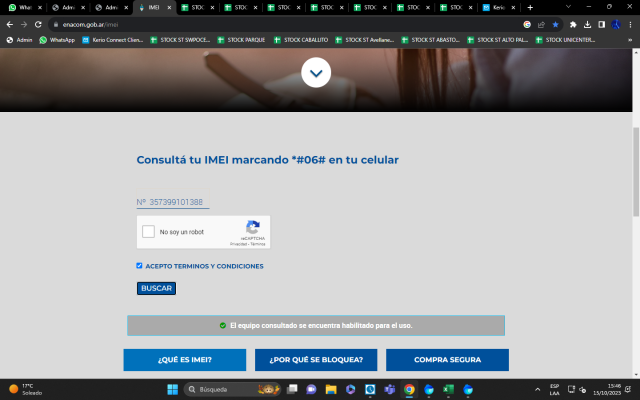 What
Admi
Admi
IMEI
STOCK
STOCK
STOCK
STOCK
STOCK
STOCK
STOCK
Kerio
enacom.gob.ar/imei
Admin
WhatsApp
Kerio Connect Clien...
STOCK ST SWPOCE...
STOCK PARQUE
STOCK CABALLITO
STOCK ST Avellane...
STOCK ST ABASTO...
STOCK ST ALTO PAL...
STOCK UNICENTER...
Consultá tu IMEI marcando *#06# en tu celular
Nº 357399101388
No soy un robot
reCAPTCHA
Privacidad - Términos
ACEPTO TERMINOS Y CONDICIONES
BUSCAR
El equipo consultado se encuentra habilitado para el uso.
¿QUÉ ES IMEI?
¿POR QUÉ SE BLOQUEA?
COMPRA SEGURA
17°C
Soleado
Búsqueda
ESP
LAA
15:46
15/10/2023